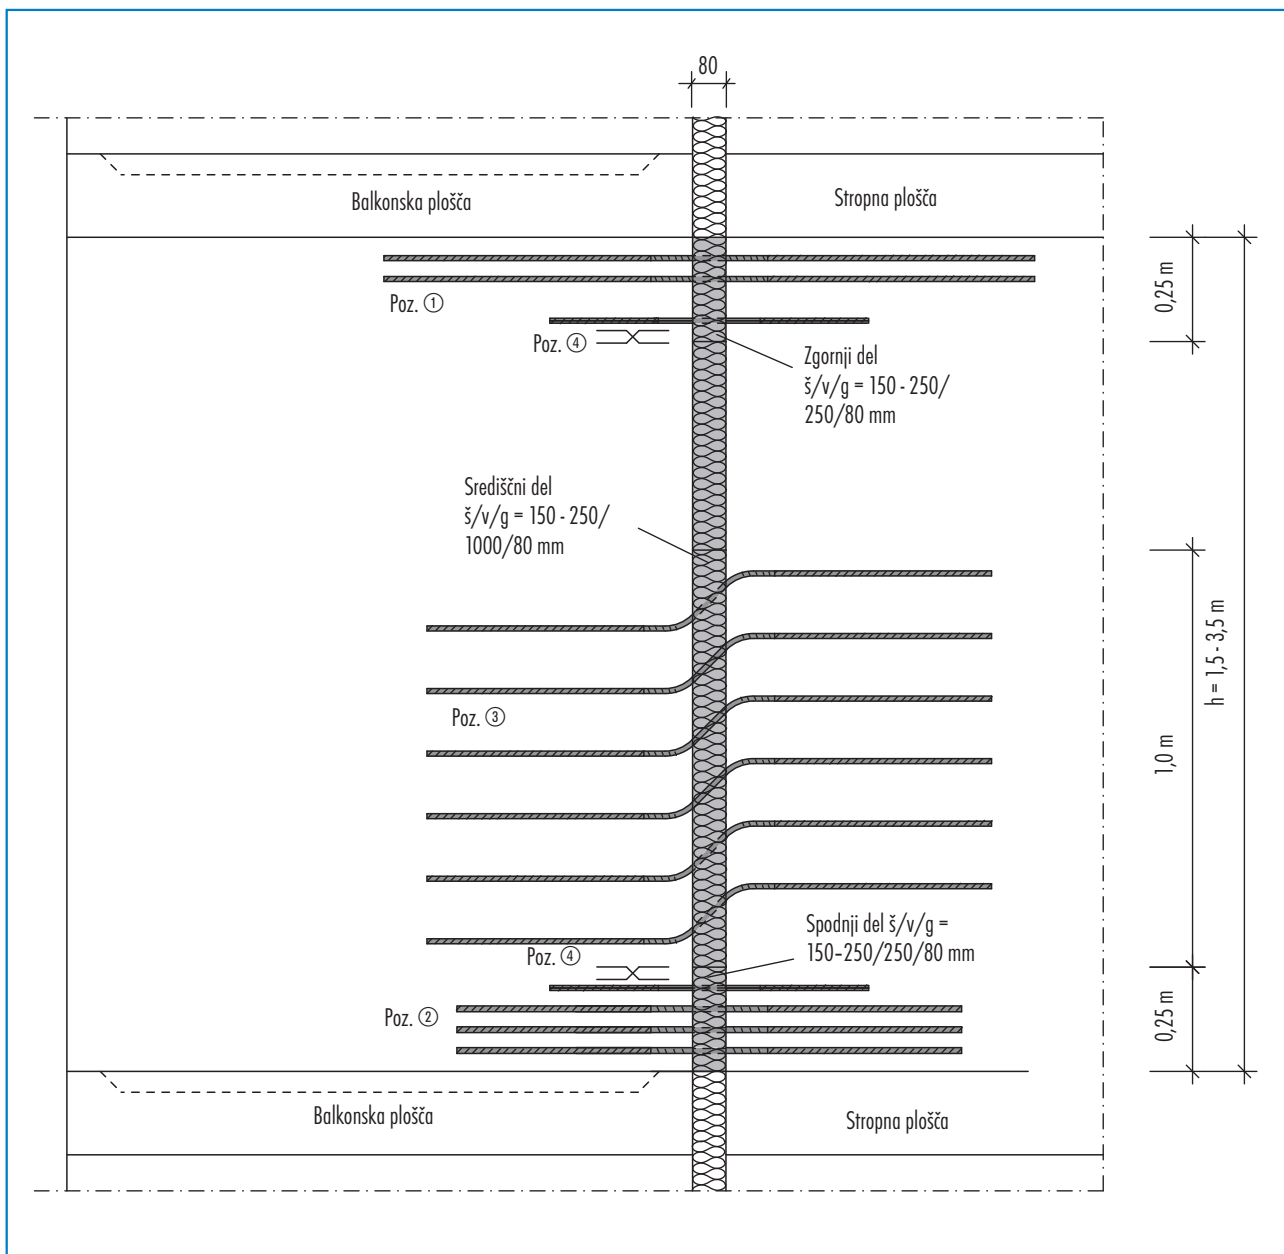 80
Balkonska plošča
Stropna plošča
Poz. ①
0,25 m
Poz. ④
Zgornji del
š/v/g = 150 - 250/
250/80 mm
Središčni del
š/v/g = 150 - 250/
1000/80 mm
h = 1,5 - 3,5 m
Poz. ③
1,0 m
Spodnji del š/v/g =
150-250/250/80 mm
Poz. ④
Poz. ②
0,25 m
Balkonska plošča
Stropna plošča